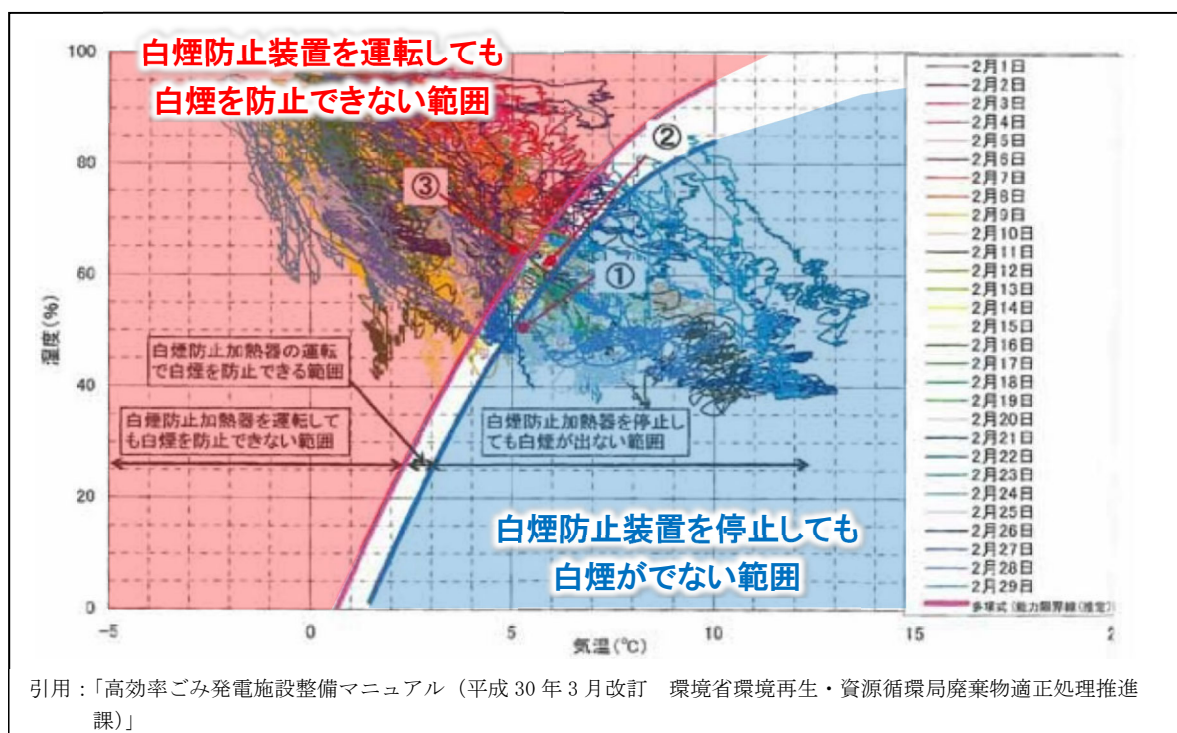 白煙防止装置を運転しても
白煙を防止できない範囲
100
80
60
40
20
0
湿度(%)
②
③
①
白煙防止加熱器の運転
で白煙を防止できる範囲
白煙防止加熱器を運転して
も白煙を防止できない範囲
白煙防止加熱器を停止し
ても白煙が出ない範囲
白煙防止装置を停止しても
白煙がでない範囲
-5
0
5
10
15
2
気温(℃)
2月1日
2月2日
2月3日
2月4日
2月5日
2月6日
2月7日
2月8日
2月9日
2月10日
2月11日
2月12日
2月13日
2月14日
2月15日
2月16日
2月17日
2月18日
2月19日
2月20日
2月21日
2月22日
2月23日
2月24日
2月25日
2月26日
2月27日
2月28日
2月29日
多項式(能力限界線(推定))
引用:「高効率ごみ発電施設整備マニュアル(平成 30 年 3 月改訂 環境省環境再生・資源循環局廃棄物適正処理推進
課)」